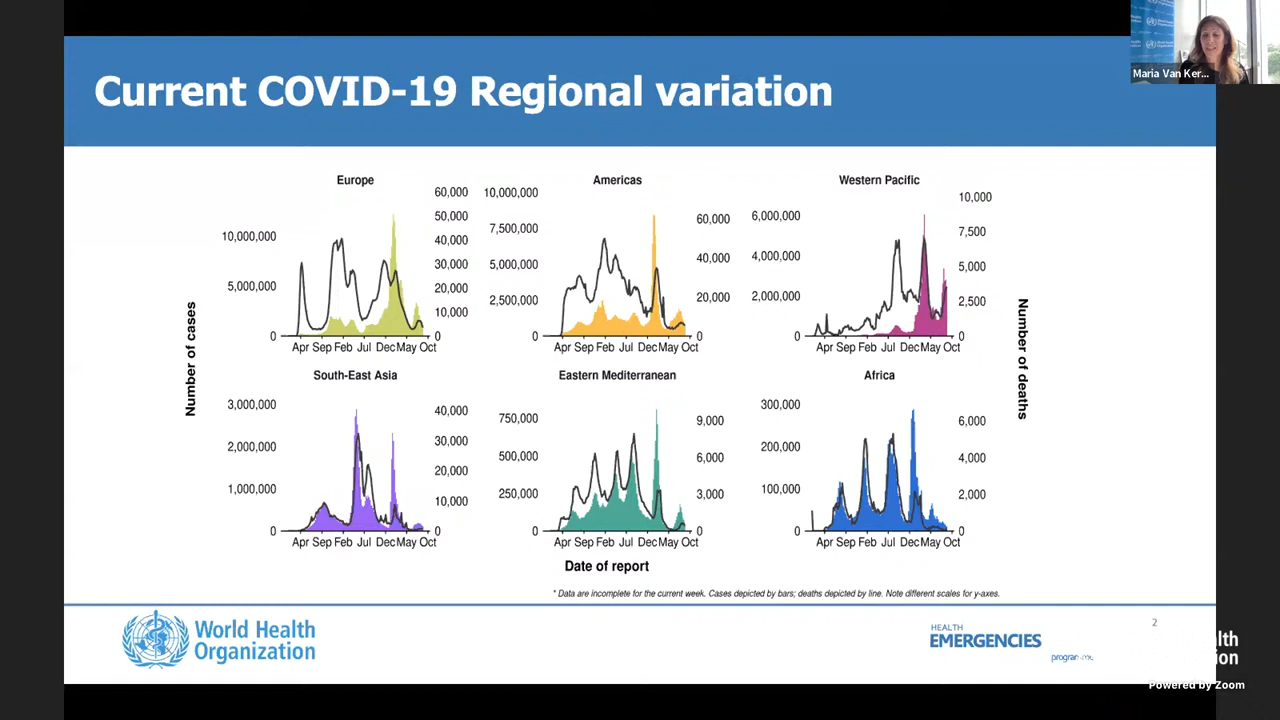 Maria Van Ker...
Current COVID-19 Regional variation
Europe
Americas
Western Pacific
60,000
50,000
40,000
30,000
20,000
10,000
0
10,000,000
5,000,000
0
10,000,000
7,500,000
5,000,000
2,500,000
0
60,000
40,000
20,000
0
6,000,000
4,000,000
2,000,000
0
10,000
7,500
5,000
2,500
0
Apr Sep Feb Jul Dec May Oct
Apr Sep Feb Jul Dec May Oct
Apr Sep Feb Jul Dec May Oct
Number of cases
Number of deaths
South-East Asia
Eastern Mediterranean
Africa
3,000,000
2,000,000
1,000,000
0
40,000
30,000
20,000
10,000
0
750,000
500,000
250,000
0
9,000
6,000
3,000
0
300,000
200,000
100,000
0
6,000
4,000
2,000
0
Apr Sep Feb Jul Dec May Oct
Apr Sep Feb Jul Dec May Oct
Apr Sep Feb Jul Dec May Oct
Date of report
* Data are incomplete for the current week. Cases depicted by bars; deaths depicted by line. Note different scales for y-axes.
World Health
Organization
HEALTH
EMERGENCIES
programme
2
lth
ion
Powered by Zoom